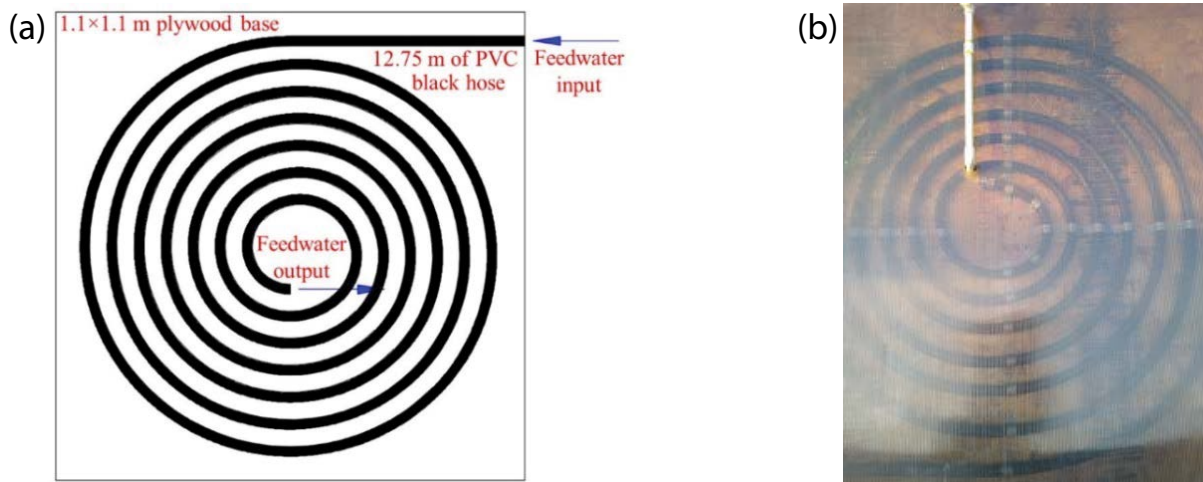 (a)
1.1×1.1 m plywood base
12.75 m of PVC
black hose
Feedwater
input
Feedwater
output
(b)